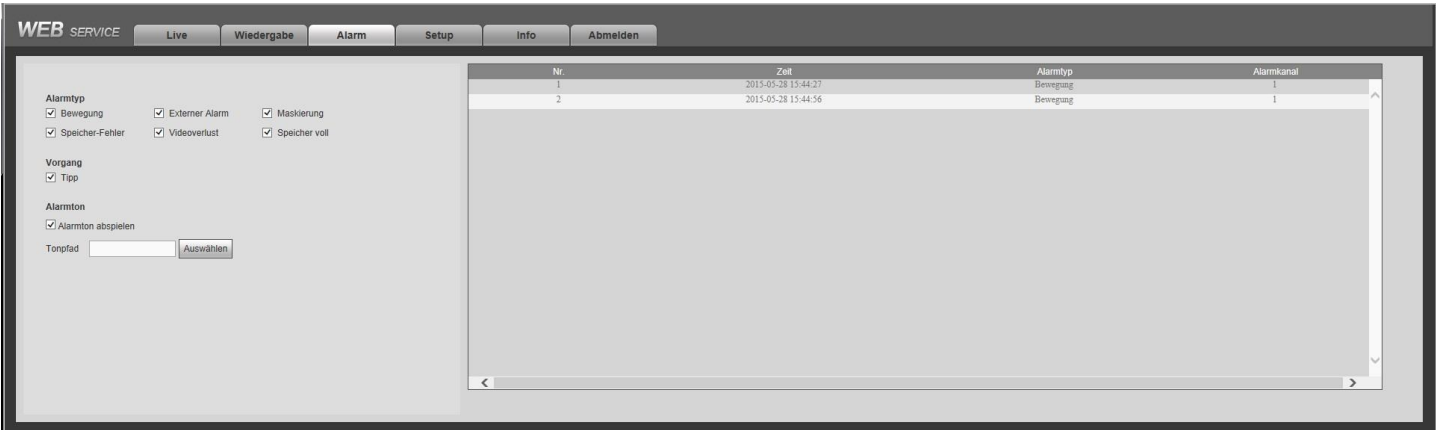 WEB SERVICE
Live Wiedergabe Alarm Setup Info Abmelden
Alarmtyp
Bewegung Externer Alarm Maskierung
Speicher-Fehler Videoverlust Speicher voll
Vorgang
Tipp
Alarmton
Alarmton abspielen
Tonpfad Auswählen
Nr. Zeit Alarmtyp Alarmkanal
1 2015-05-28 15:44:27 Bewegung 1
2 2015-05-28 15:44:56 Bewegung 1